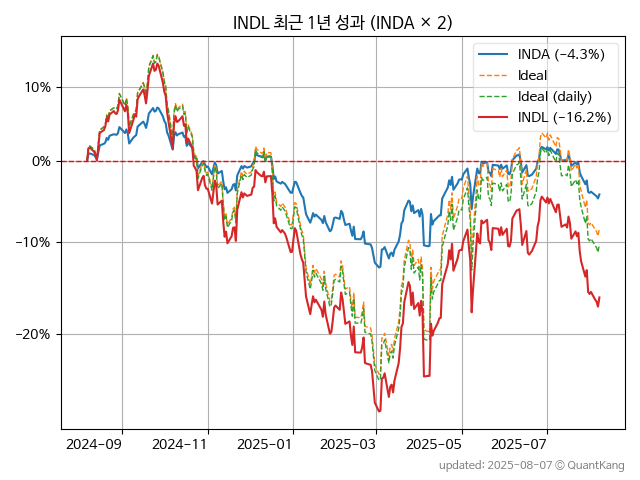 INDL 최근 1년 성과 (INDA × 2)
INDA (−4.3%)
Ideal
Ideal (daily)
INDL (−16.2%)
10%
0%
−10%
−20%
2024-09 2024-11 2025-01 2025-03 2025-05 2025-07
updated: 2025-08-07 © QuantKang